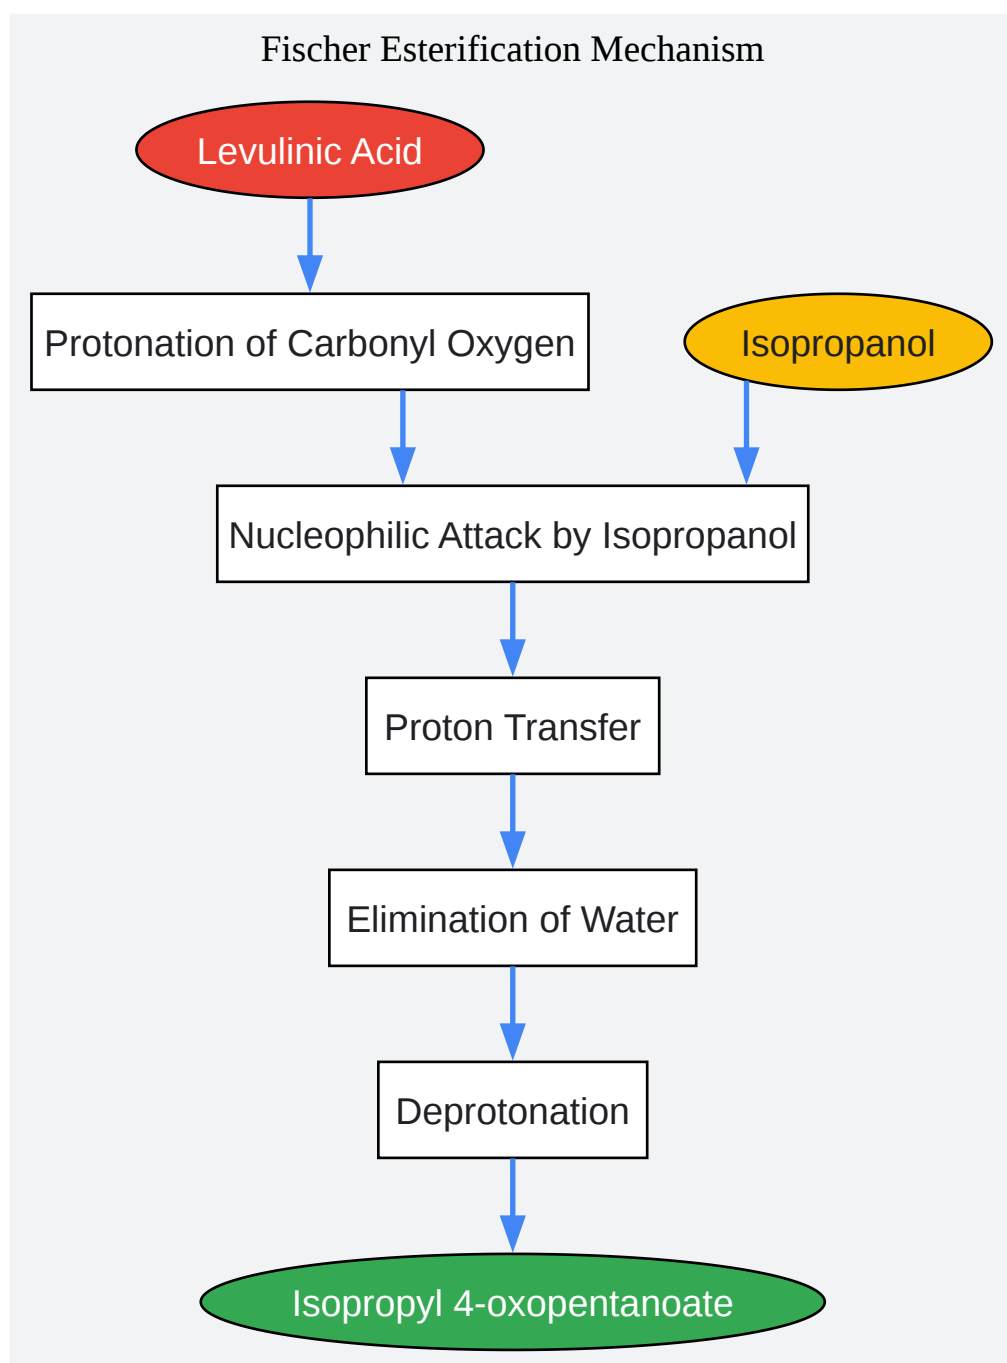 Fischer Esterification Mechanism
Levulinic Acid
Protonation of Carbonyl Oxygen
Isopropanol
Nucleophilic Attack by Isopropanol
Proton Transfer
Elimination of Water
Deprotonation
Isopropyl 4-oxopentanoate